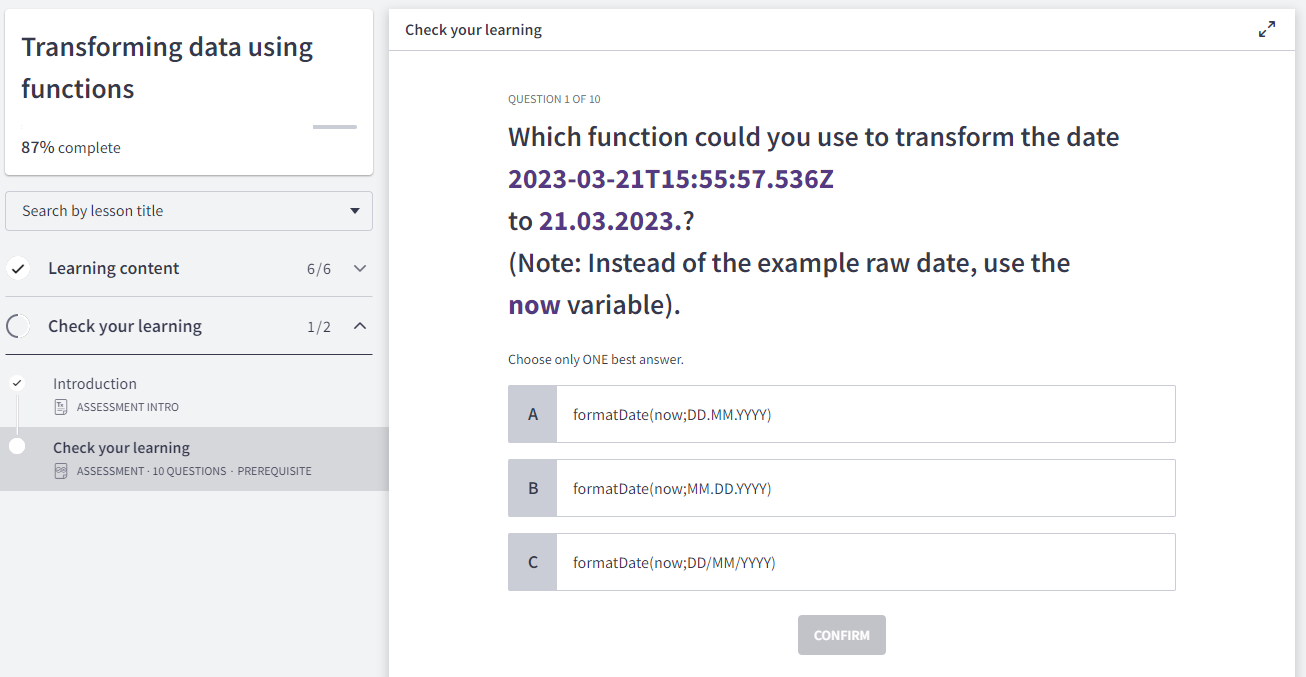 Transforming data using
functions
87% complete
Search by lesson title
Learning content 6/6
Check your learning 1/2
Introduction
ASSESSMENT INTRO
Check your learning
ASSESSMENT · 10 QUESTIONS · PREREQUISITE
Check your learning
QUESTION 1 OF 10
Which function could you use to transform the date
2023-03-21T15:55:57.536Z
to 21.03.2023.?
(Note: Instead of the example raw date, use the
now variable).
Choose only ONE best answer.
A formatDate(now;DD.MM.YYYY)
B formatDate(now;MM.DD.YYYY)
C formatDate(now;DD/MM/YYYY)
CONFIRM